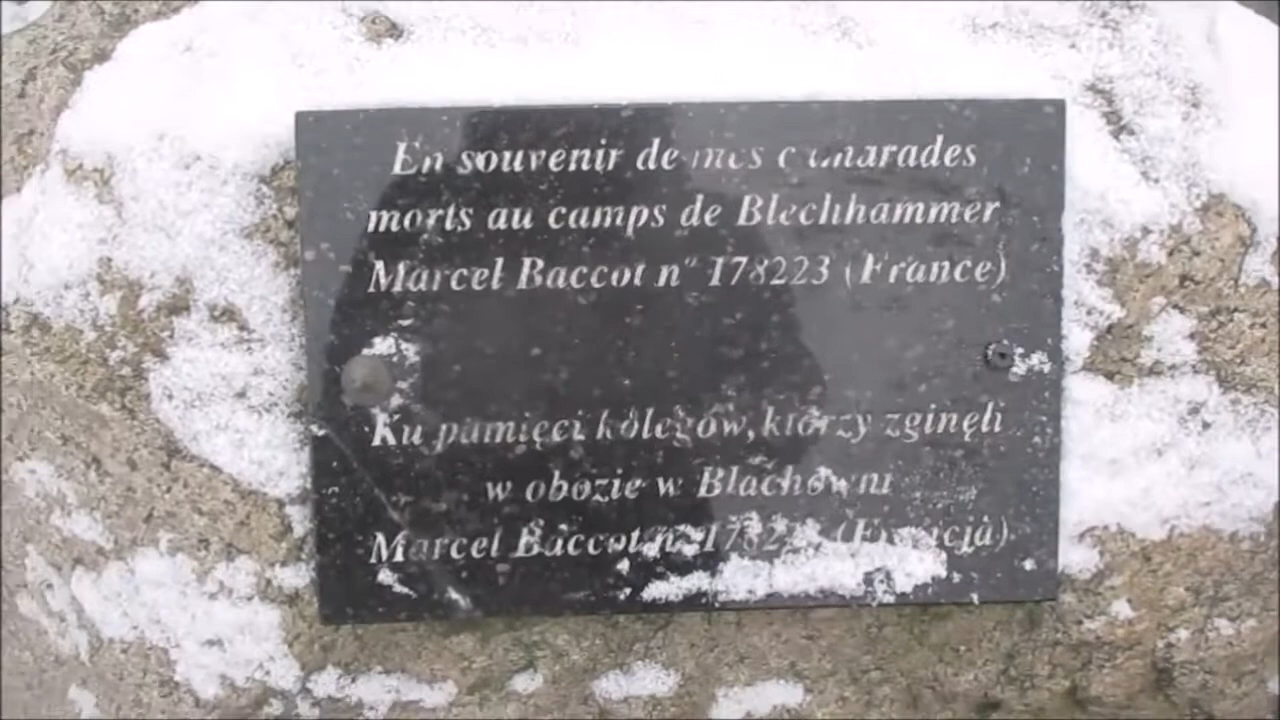 En souvenir de mes camarades
morts au camps de Blechhammer
Marcel Baccot n° 178223 (France)
Ku pamięci kolegów, którzy zginęli
w obozie w Blachowni
Marcel Baccot n° (Francja)